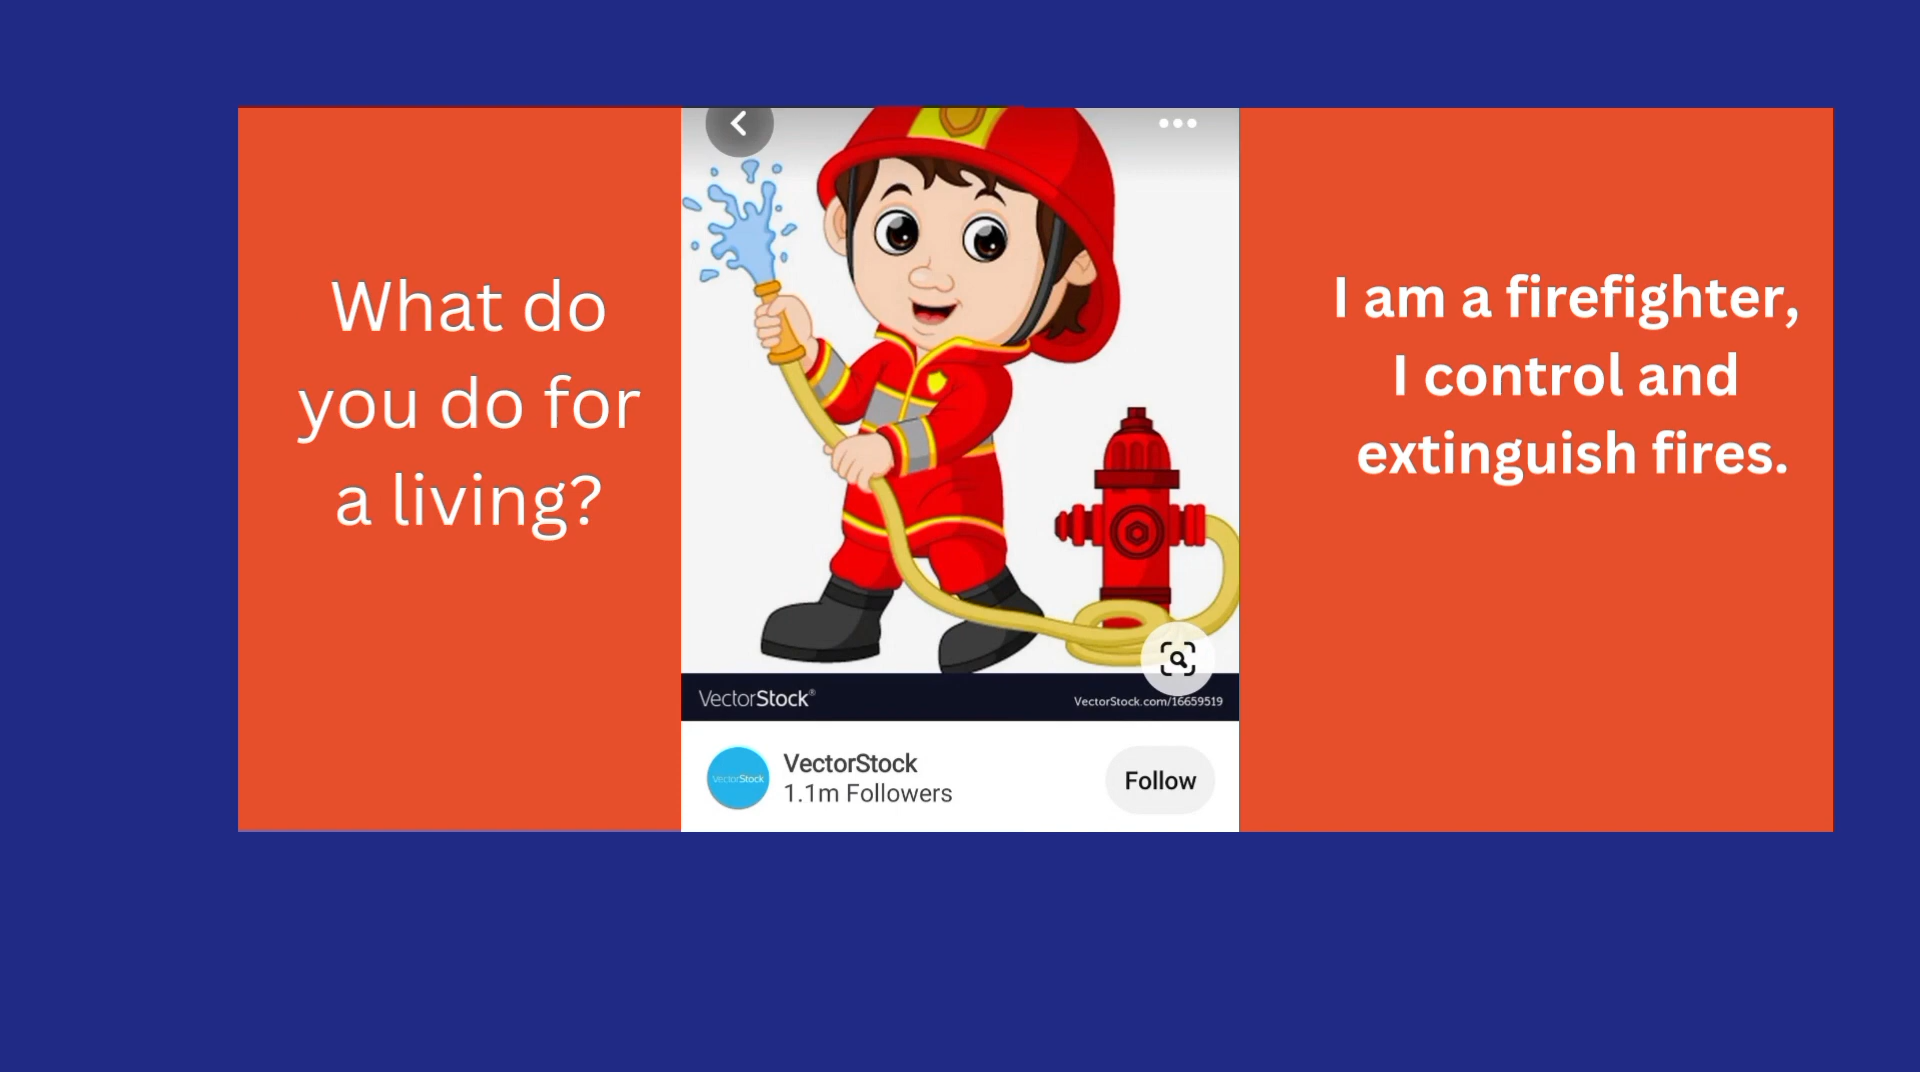 What do
you do for
a living?
I am a firefighter,
I control and
extinguish fires.
VectorStock®
VectorStock.com/16659519
VectorStock
VectorStock
1.1m Followers
Follow